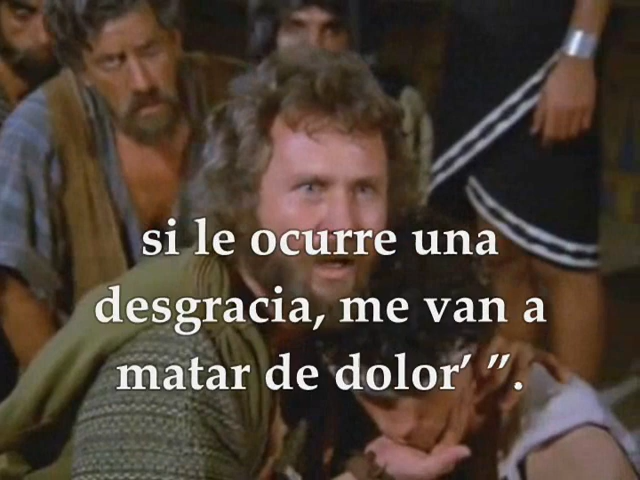 si le ocurre una
desgracia, me van a
matar de dolor’ ”.